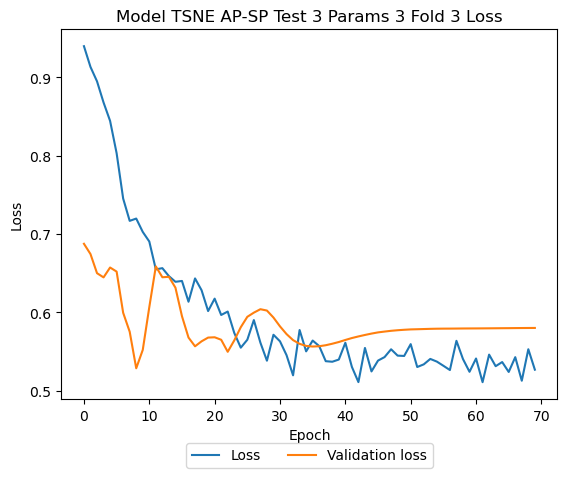 Model TSNE AP-SP Test 3 Params 3 Fold 3 Loss
0.9
0.8
0.7
0.6
0.5
Loss
0 10 20 30 40 50 60 70
Epoch
Loss Validation loss